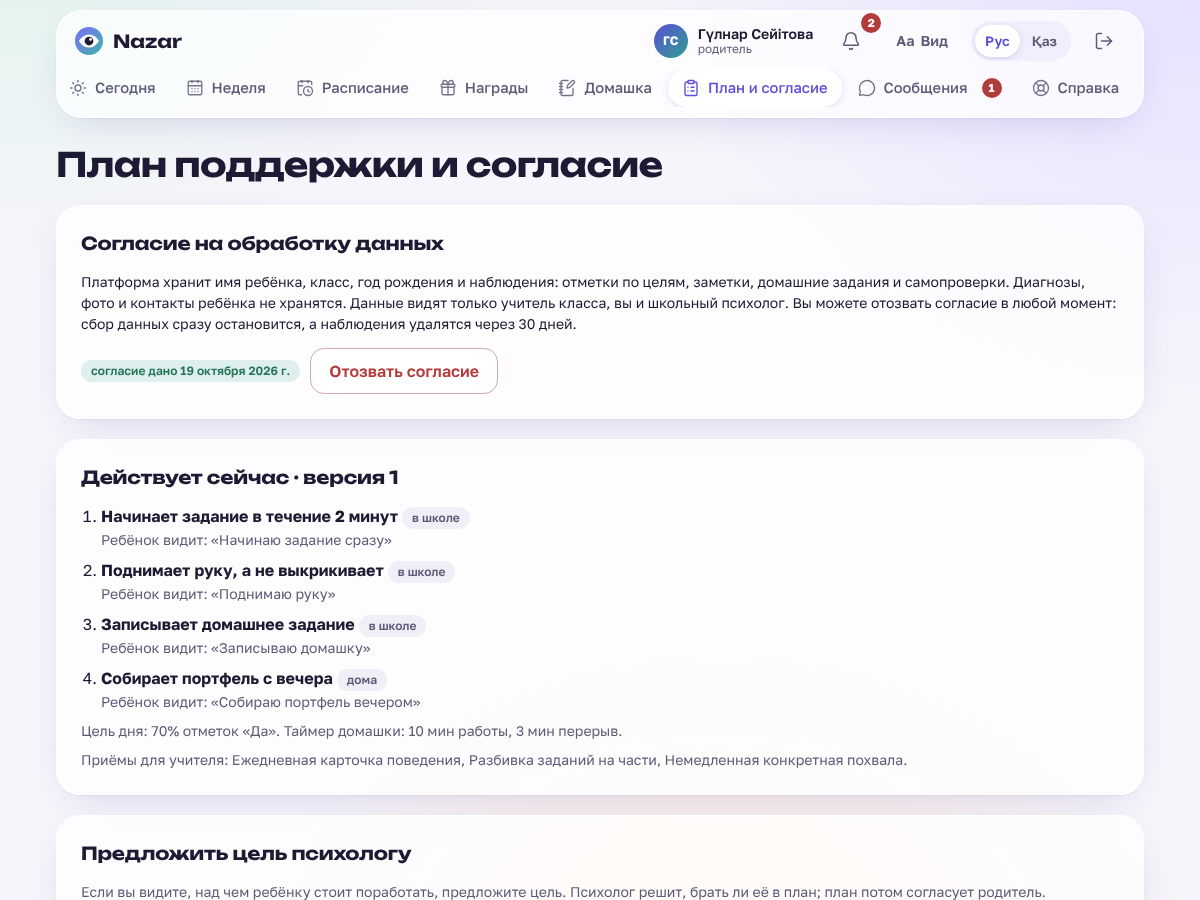 Nazar
ГС
Гүлнар Сейітова
родитель
2
Аа Вид
Рус
Қаз
Сегодня
Неделя
Расписание
Награды
Домашка
План и согласие
Сообщения
1
Справка
План поддержки и согласие
Согласие на обработку данных
Платформа хранит имя ребёнка, класс, год рождения и наблюдения: отметки по целям, заметки, домашние задания и самопроверки. Диагнозы,
фото и контакты ребёнка не хранятся. Данные видят только учитель класса, вы и школьный психолог. Вы можете отозвать согласие в любой момент:
сбор данных сразу остановится, а наблюдения удалятся через 30 дней.
согласие дано 19 октября 2026 г.
Отозвать согласие
Действует сейчас · версия 1
1. Начинает задание в течение 2 минут в школе
Ребёнок видит: «Начинаю задание сразу»
2. Поднимает руку, а не выкрикивает в школе
Ребёнок видит: «Поднимаю руку»
3. Записывает домашнее задание в школе
Ребёнок видит: «Записываю домашку»
4. Собирает портфель с вечера дома
Ребёнок видит: «Собираю портфель вечером»
Цель дня: 70% отметок «Да». Таймер домашки: 10 мин работы, 3 мин перерыв.
Приёмы для учителя: Ежедневная карточка поведения, Разбивка заданий на части, Немедленная конкретная похвала.
Предложить цель психологу
Если вы видите, над чем ребёнку стоит поработать, предложите цель. Психолог решит, брать ли её в план; план потом согласует родитель.